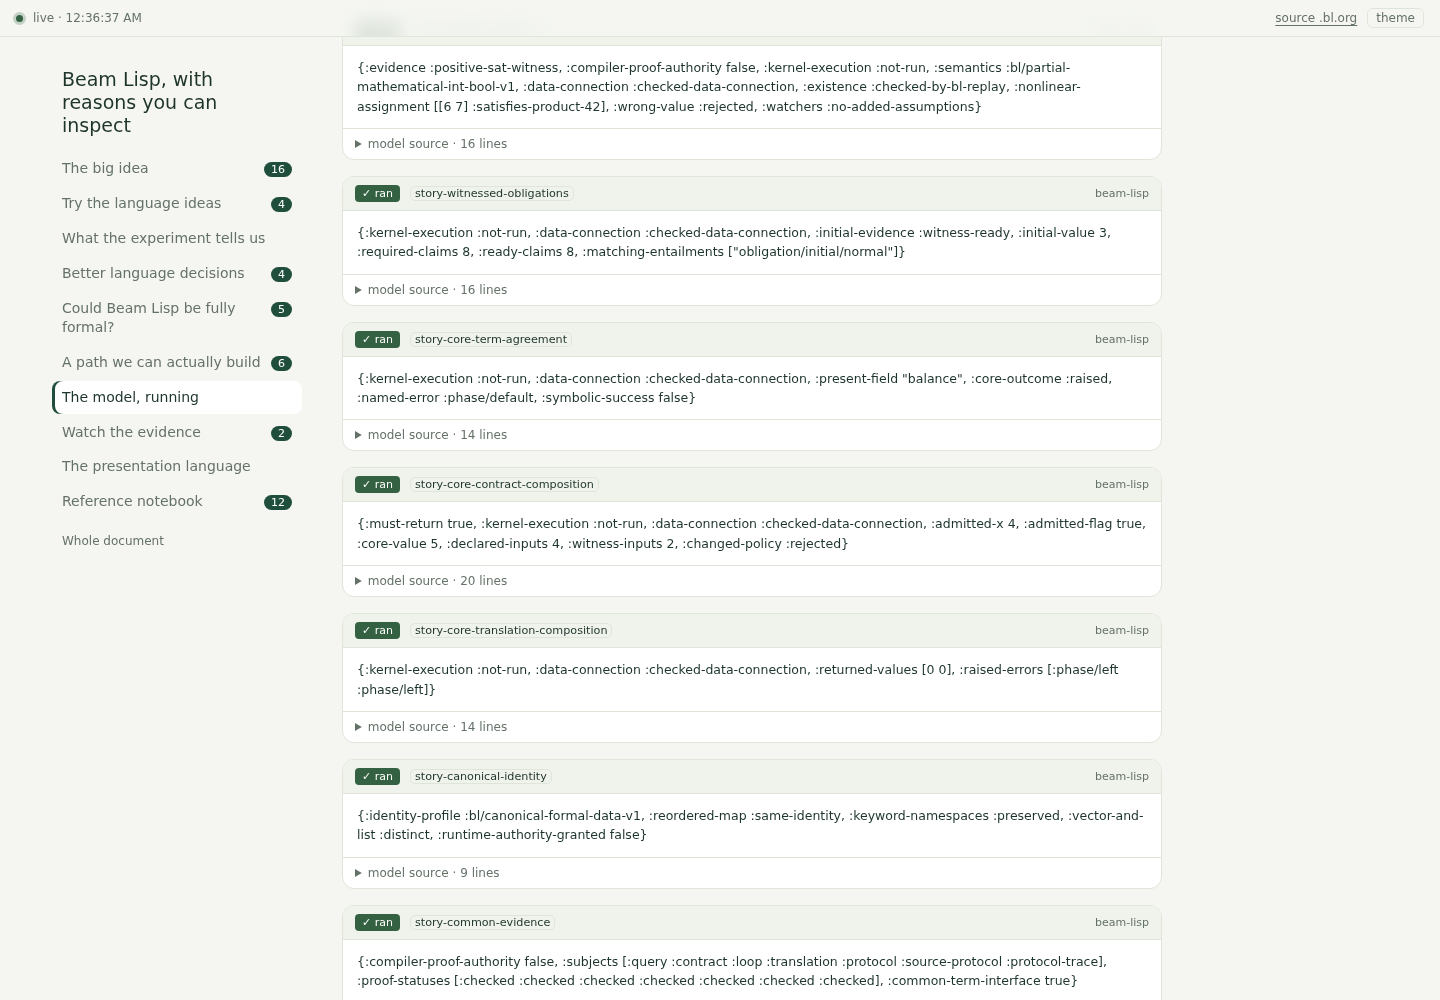 live · 12:36:37 AM
source .bl.org
theme
Beam Lisp, with
reasons you can
inspect
The big idea 16
Try the language ideas 4
What the experiment tells us
Better language decisions 4
Could Beam Lisp be fully 5
formal?
A path we can actually build 6
The model, running
Watch the evidence 2
The presentation language
Reference notebook 12
Whole document
{:evidence :positive-sat-witness, :compiler-proof-authority false, :kernel-execution :not-run, :semantics :bl/partial-
mathematical-int-bool-v1, :data-connection :checked-data-connection, :existence :checked-by-bl-replay, :nonlinear-
assignment [[6 7] :satisfies-product-42], :wrong-value :rejected, :watchers :no-added-assumptions}
▶ model source · 16 lines
✓ ran story-witnessed-obligations beam-lisp
{:kernel-execution :not-run, :data-connection :checked-data-connection, :initial-evidence :witness-ready, :initial-value 3,
:required-claims 8, :ready-claims 8, :matching-entailments ["obligation/initial/normal"]}
▶ model source · 16 lines
✓ ran story-core-term-agreement beam-lisp
{:kernel-execution :not-run, :data-connection :checked-data-connection, :present-field "balance", :core-outcome :raised,
:named-error :phase/default, :symbolic-success false}
▶ model source · 14 lines
✓ ran story-core-contract-composition beam-lisp
{:must-return true, :kernel-execution :not-run, :data-connection :checked-data-connection, :admitted-x 4, :admitted-flag true,
:core-value 5, :declared-inputs 4, :witness-inputs 2, :changed-policy :rejected}
▶ model source · 20 lines
✓ ran story-core-translation-composition beam-lisp
{:kernel-execution :not-run, :data-connection :checked-data-connection, :returned-values [0 0], :raised-errors [:phase/left
:phase/left]}
▶ model source · 14 lines
✓ ran story-canonical-identity beam-lisp
{:identity-profile :bl/canonical-formal-data-v1, :reordered-map :same-identity, :keyword-namespaces :preserved, :vector-and-
list :distinct, :runtime-authority-granted false}
▶ model source · 9 lines
✓ ran story-common-evidence beam-lisp
{:compiler-proof-authority false, :subjects [:query :contract :loop :translation :protocol :source-protocol :protocol-trace],
:proof-statuses [:checked :checked :checked :checked :checked :checked :checked], :common-term-interface true}